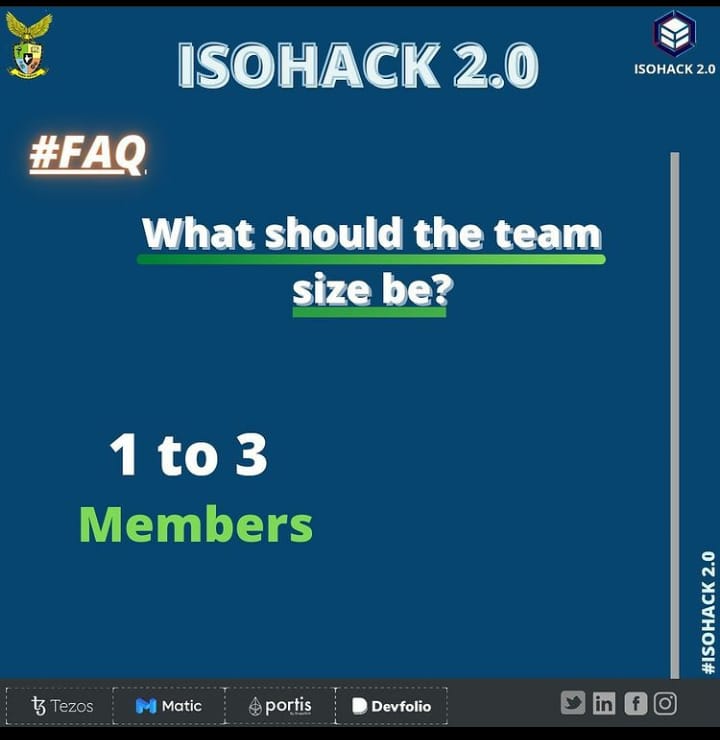 ISOHACK 2.0
ISOHACK 2.0
#FAQ
What should the team
size be?
1 to 3
Members
#ISOHACK 2.0
Tezos
Matic
portis
Devfolio